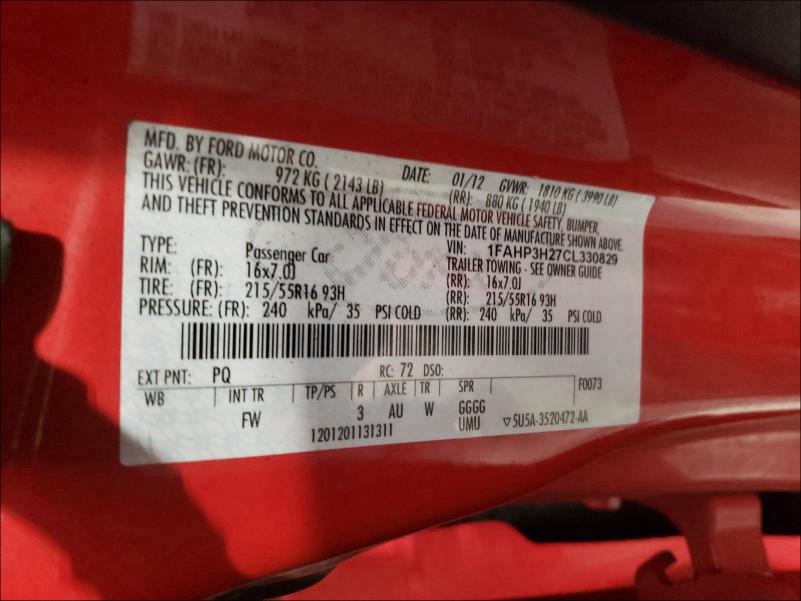 MFD. BY FORD MOTOR CO.
DATE: 01/12 GVWR: 1810 KG ( 3990 LB)
GAWR: (FR): 972 KG ( 2143 LB) (RR): 880 KG ( 1940 LB)
THIS VEHICLE CONFORMS TO ALL APPLICABLE FEDERAL MOTOR VEHICLE SAFETY, BUMPER,
AND THEFT PREVENTION STANDARDS IN EFFECT ON THE DATE OF MANUFACTURE SHOWN ABOVE.
VIN: 1FAHP3H27CL330829
TYPE: Passenger Car TRAILER TOWING - SEE OWNER GUIDE
RIM: (FR): 16x7.0J (RR): 16x7.0J
TIRE: (FR): 215/55R16 93H (RR): 215/55R16 93H
PRESSURE: (FR): 240 kPa/ 35 PSI COLD (RR): 240 kPa/ 35 PSI COLD
EXT PNT: PQ RC: 72 DSO: F0073
WB INT TR TP/PS R AXLE TR SPR
FW 3 AU W GGGG
1201201131311 UMU ▽5U5A-3520472-AA